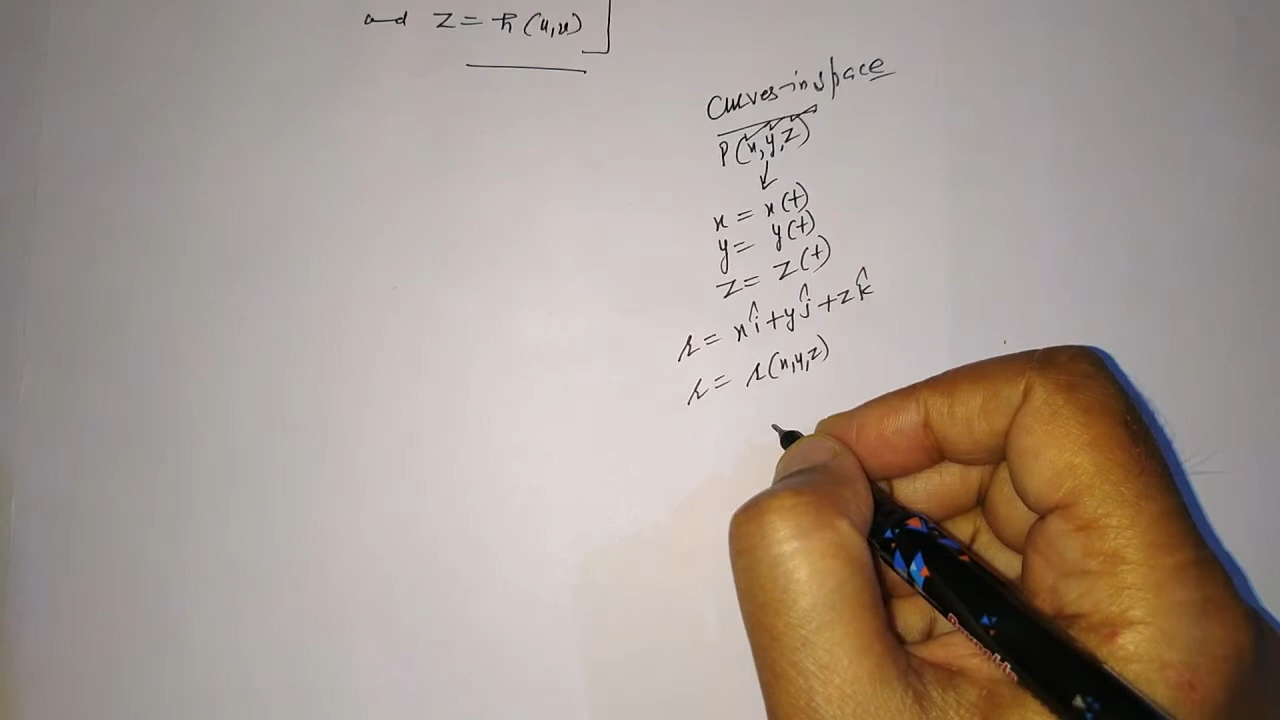 and z = h(u,v)]
Curves in space
P(x,y,z)
↓
x = x(t)
y = y(t)
z = z(t)
r = xî + yĵ + zk̂
r = r(x,y,z)